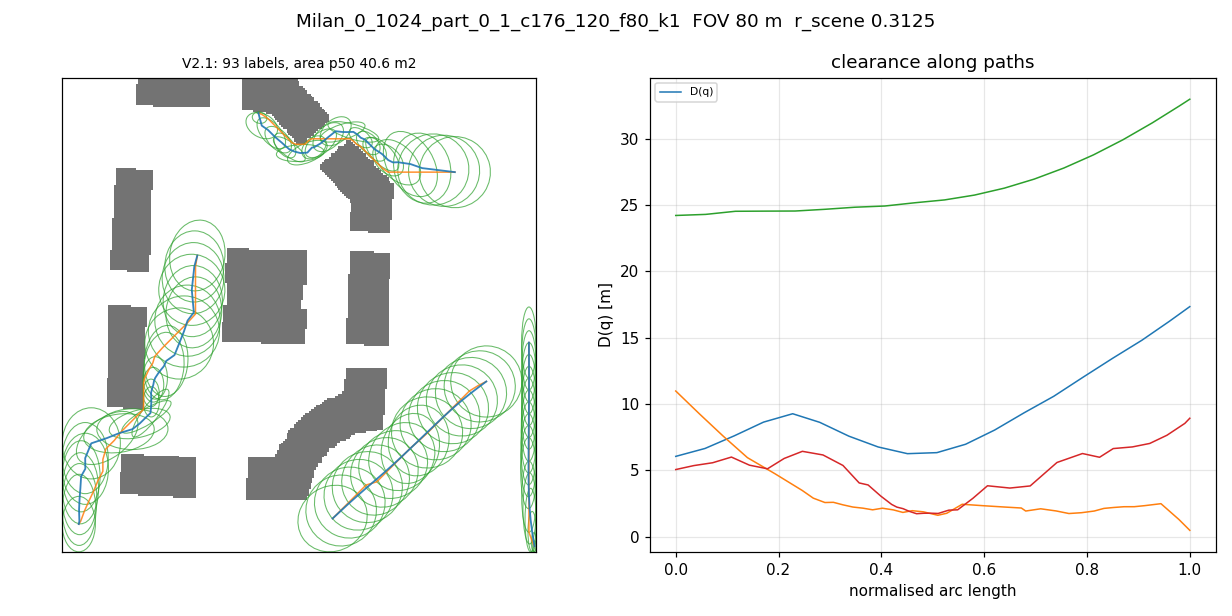 Milan_0_1024_part_0_1_c176_120_f80_k1 FOV 80 m r_scene 0.3125
V2.1: 93 labels, area p50 40.6 m2
clearance along paths
D(q)
D(q) [m]
30
25
20
15
10
5
0
0.0 0.2 0.4 0.6 0.8 1.0
normalised arc length